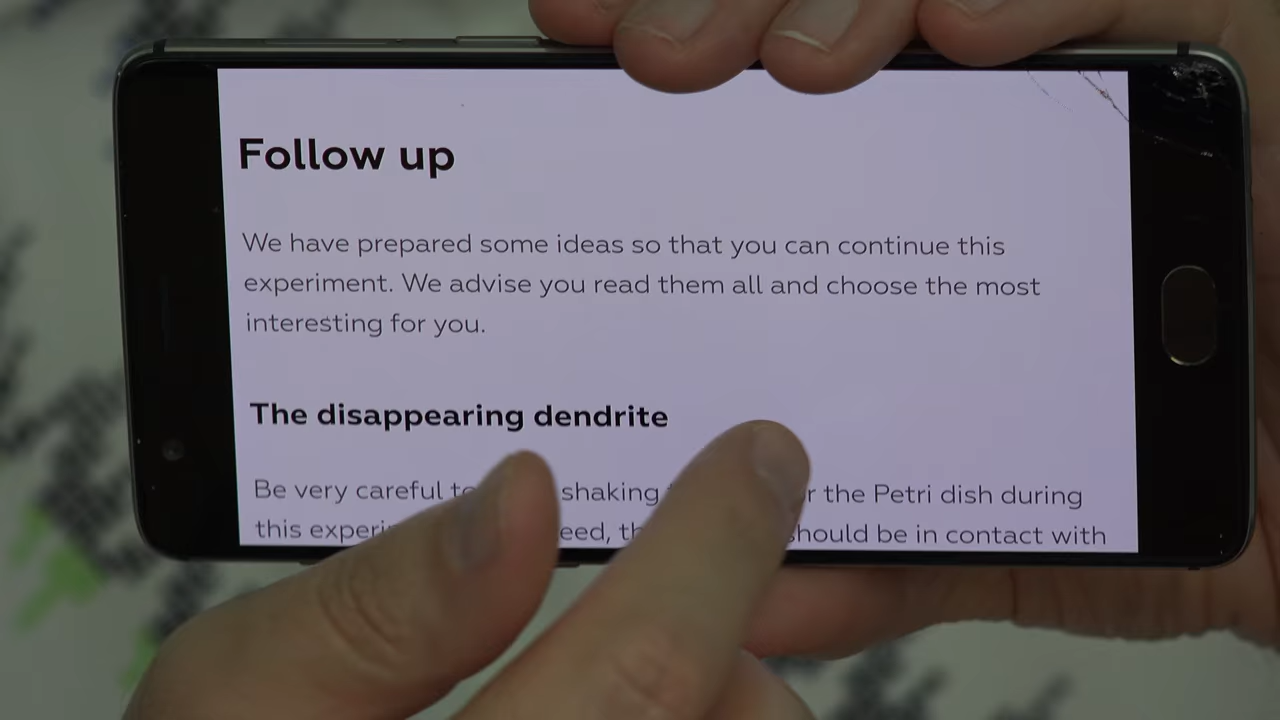 Follow up
We have prepared some ideas so that you can continue this
experiment. We advise you read them all and choose the most
interesting for you.
The disappearing dendrite
Be very careful shaking the Petri dish during
this should be in contact with